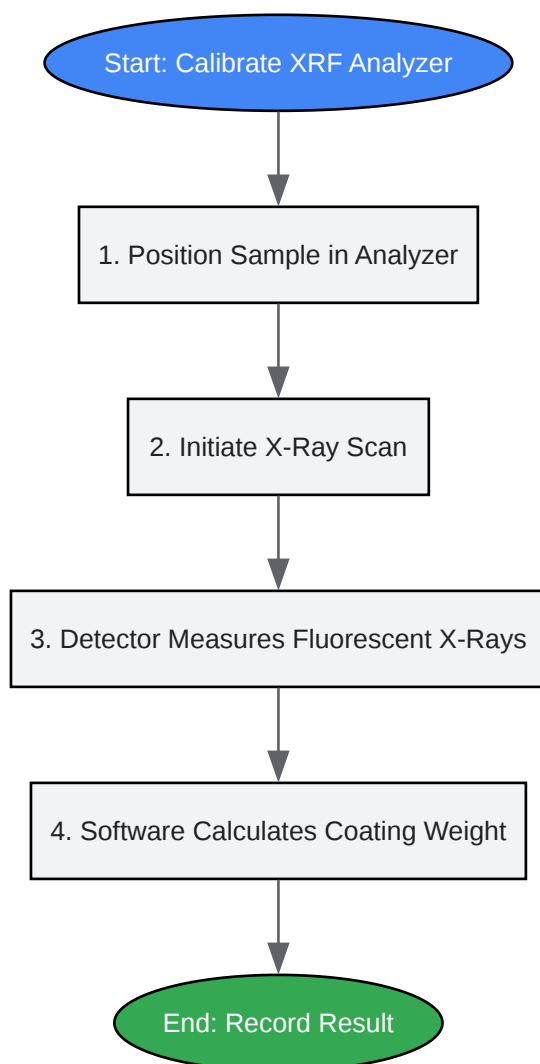 Start: Calibrate XRF Analyzer
1. Position Sample in Analyzer
2. Initiate X-Ray Scan
3. Detector Measures Fluorescent X-Rays
4. Software Calculates Coating Weight
End: Record Result